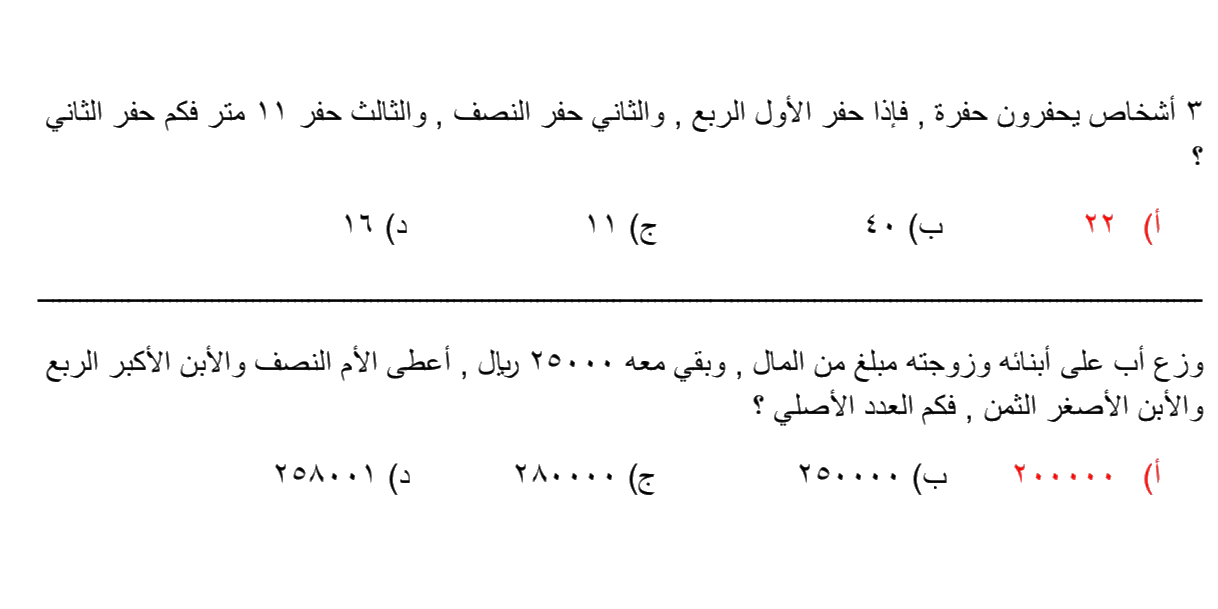 ٣ أشخاص يحفرون حفرة , فإذا حفر الأول الربع , والثاني حفر النصف , والثالث حفر ١١ متر فكم حفر الثاني
؟
أ) ٢٢ ب) ٤٠ ج) ١١ د) ١٦
وزع أب على أبنائه وزوجته مبلغ من المال , وبقي معه ٢٥٠٠٠ ريال , أعطى الأم النصف والأبن الأكبر الربع
والأبن الأصغر الثمن , فكم العدد الأصلي ؟
أ) ٢٠٠٠٠٠ ب) ٢٥٠٠٠٠ ج) ٢٨٠٠٠٠ د) ٢٥٨٠٠١